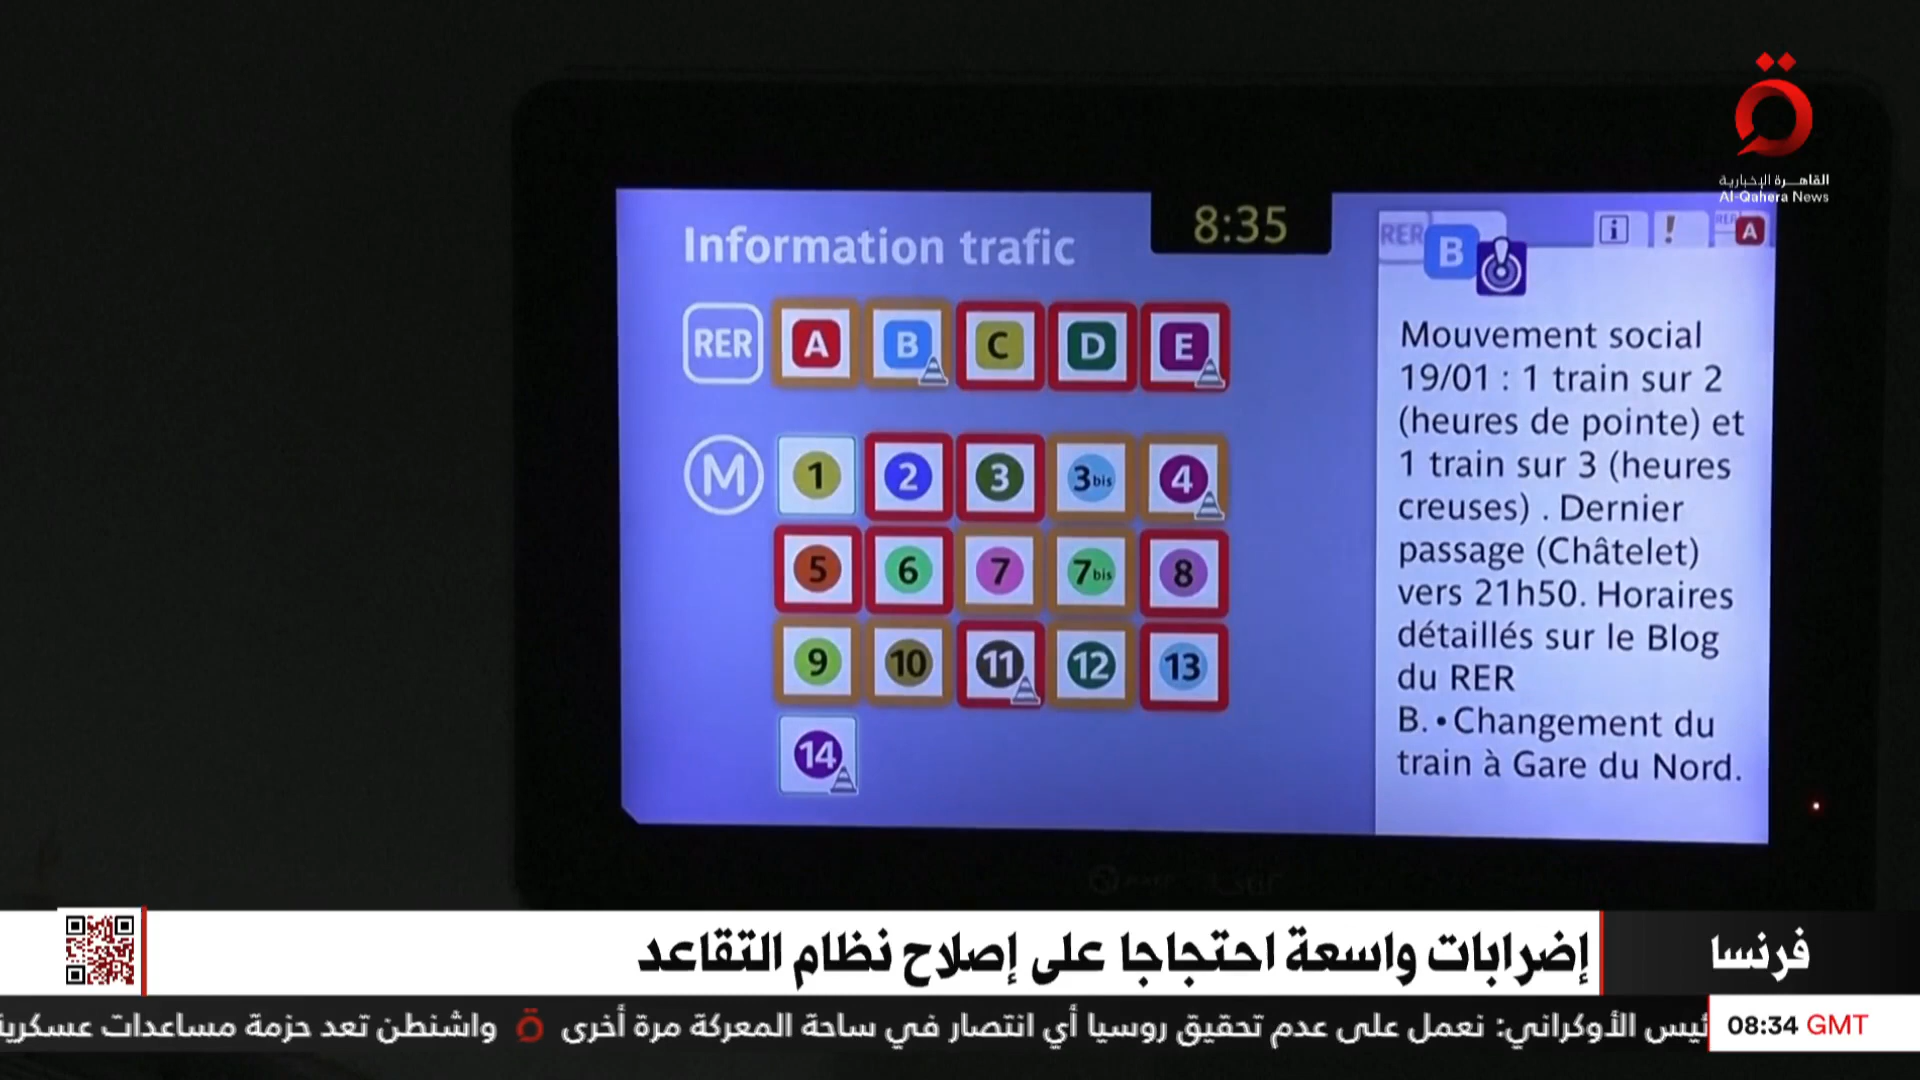 القاهرة الإخبارية
Al-Qahera News
8:35
Information trafic
RER A B C D E
M 1 2 3 3bis 4
5 6 7 7bis 8
9 10 11 12 13
14
RER B
i ! RER A
Mouvement social
19/01 : 1 train sur 2
(heures de pointe) et
1 train sur 3 (heures
creuses) . Dernier
passage (Châtelet)
vers 21h50. Horaires
détaillés sur le Blog
du RER
B. •Changement du
train à Gare du Nord.
فرنسا
إضرابات واسعة احتجاجا على إصلاح نظام التقاعد
08:34 GMT
الأوكراني: نعمل على عدم تحقيق روسيا أي انتصار في ساحة المعركة مرة أخرى
واشنطن تعد حزمة مساعدات